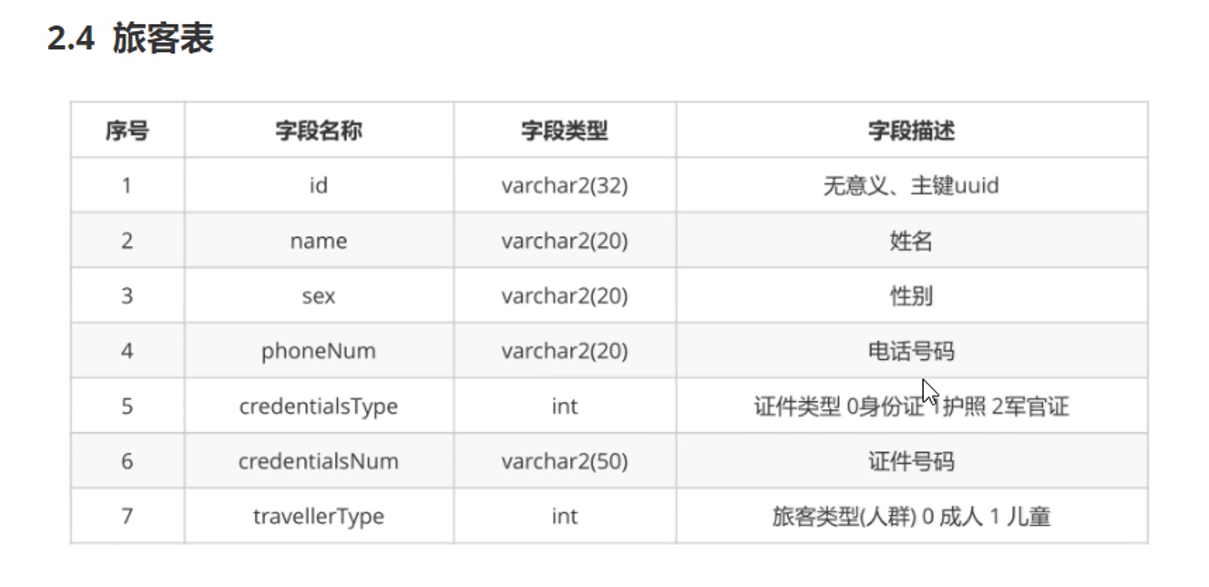 2.4 旅客表
序号 字段名称 字段类型 字段描述
1 id varchar2(32) 无意义、主键uuid
2 name varchar2(20) 姓名
3 sex varchar2(20) 性别
4 phoneNum varchar2(20) 电话号码
5 credentialsType int 证件类型 0身份证 1护照 2军官证
6 credentialsNum varchar2(50) 证件号码
7 travellerType int 旅客类型(人群) 0 成人 1 儿童